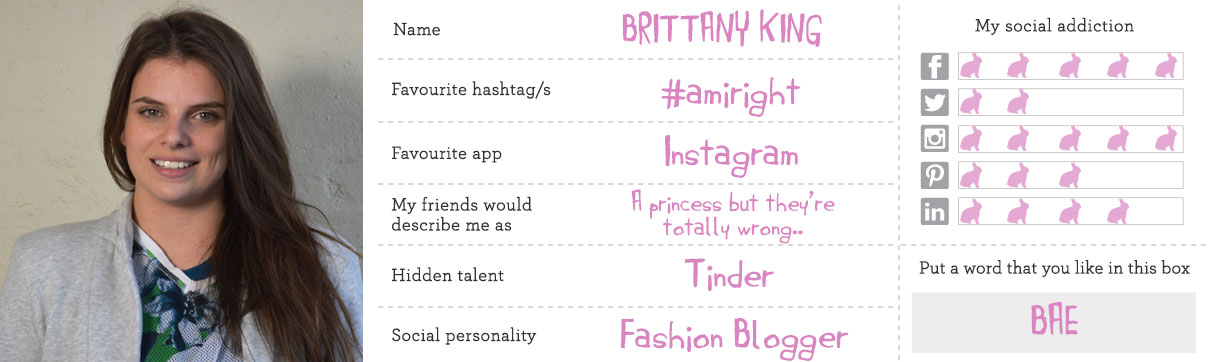 Name
BRITTANY KING
Favourite hashtag/s
#amiright
Favourite app
Instagram
My friends would
describe me as
A princess but they're
totally wrong..
Hidden talent
Tinder
Social personality
Fashion Blogger
My social addiction
f
P
in
Put a word that you like in this box
BAE